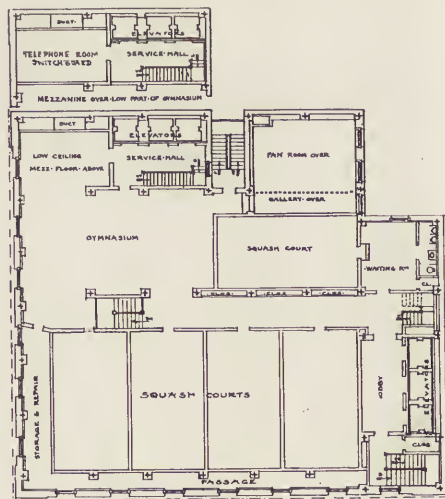 DUCT
ELEVATORS
TELEPHONE ROOM
SWITCHBOARD
SERVICE-HALL
MEZZANINE OVER·LOW PART·OF GYMNASIUM
DUCT
ELEVATORS
LOW CEILING
MEZZ·FLOOR·ABOVE
SERVICE·HALL
FAN ROOM OVER
GALLERY·OVER
GYMNASIUM
SQUASH COURT
WAITING RM
CLOS.
CLOS.
CLOS.
STORAGE & REPAIR
SQUASH COURTS
LOBBY
ELEVATORS
CLOS
PASSAGE